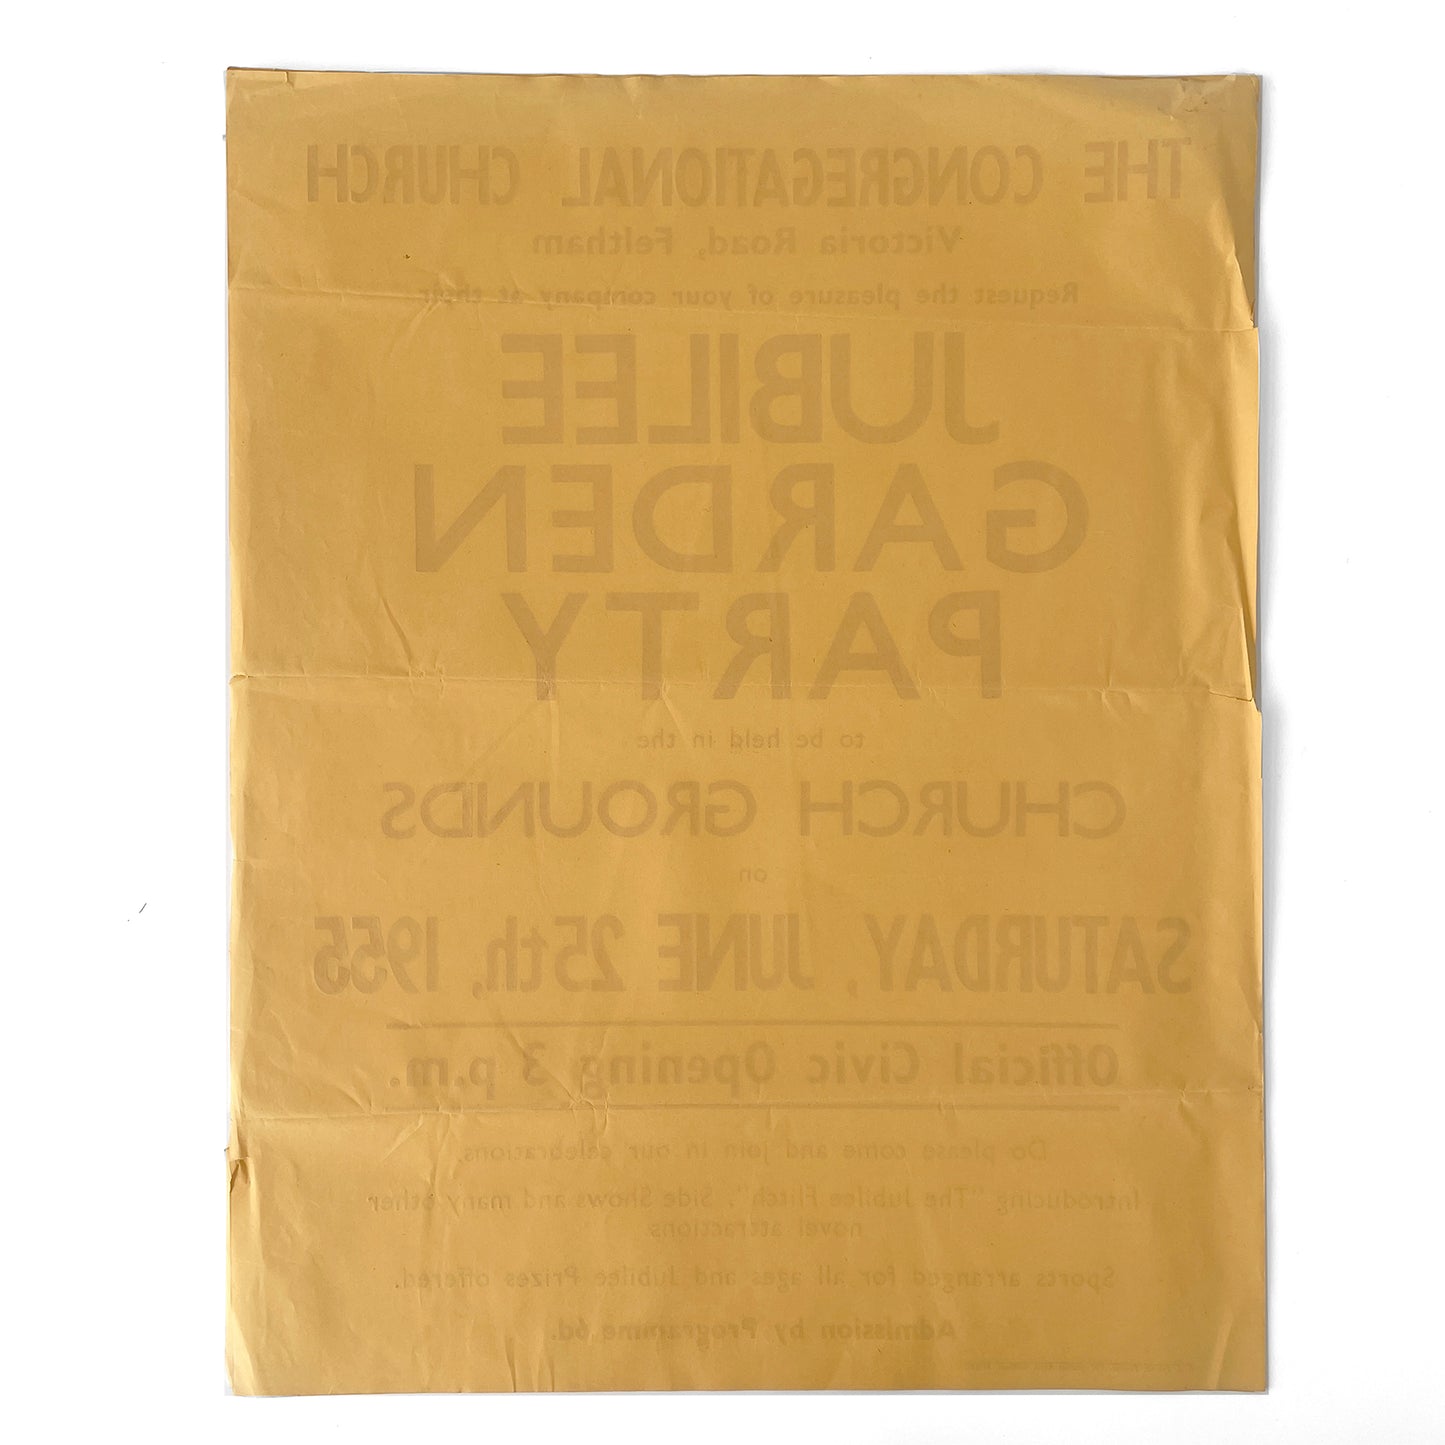 THE CONGREGATIONAL CHURCH
Victoria Road, Feltham
Request the pleasure of your company at their
JUBILEE
GARDEN
PARTY
to be held in the
CHURCH GROUNDS
on
SATURDAY, JUNE 25th, 1955
Official Civic Opening 3 p.m.
Do please come and join in our celebrations.
Introducing "The Jubilee Flitch", Side Shows and many other
novel attractions.
Sports arranged for all ages and Jubilee Prizes offered.
Admission by Programme 6d.